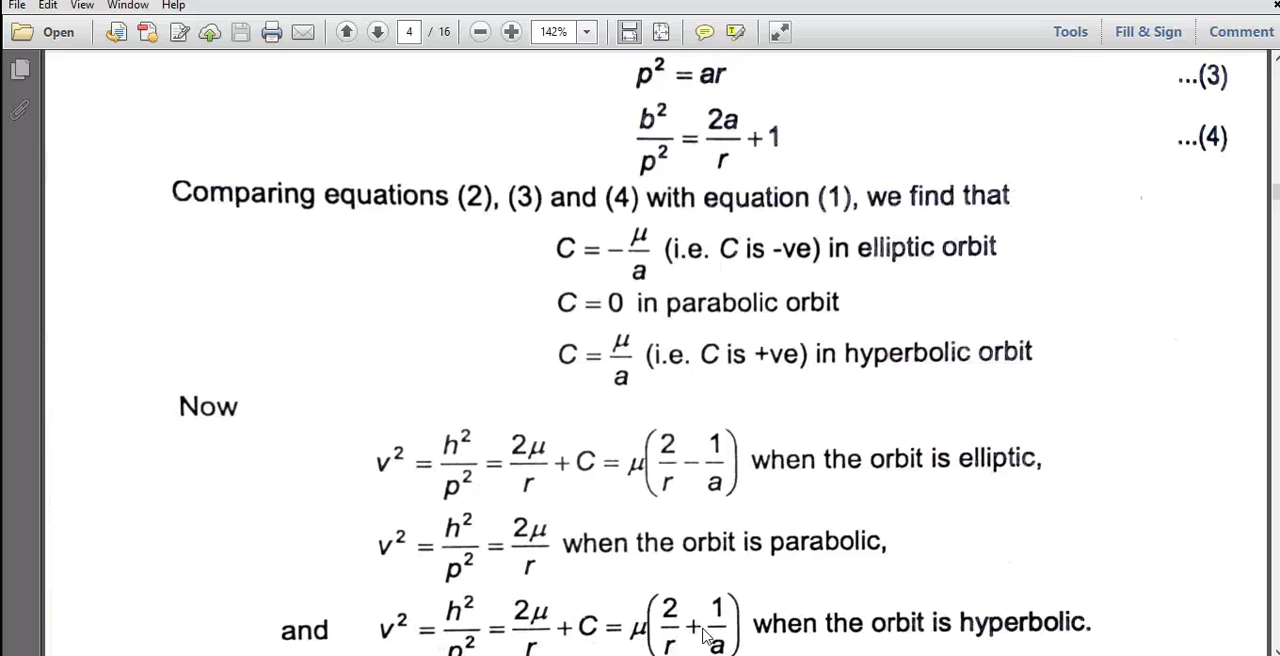 File Edit View Window Help
Open 4 / 16 142% Tools Fill & Sign Comment
p² = ar ...(3)
b²/p² = 2a/r + 1 ...(4)
Comparing equations (2), (3) and (4) with equation (1), we find that
C = -μ/a (i.e. C is -ve) in elliptic orbit
C = 0 in parabolic orbit
C = μ/a (i.e. C is +ve) in hyperbolic orbit
Now
v² = h²/p² = 2μ/r + C = μ(2/r - 1/a) when the orbit is elliptic,
v² = h²/p² = 2μ/r when the orbit is parabolic,
and v² = h²/p² = 2μ/r + C = μ(2/r + 1/a) when the orbit is hyperbolic.